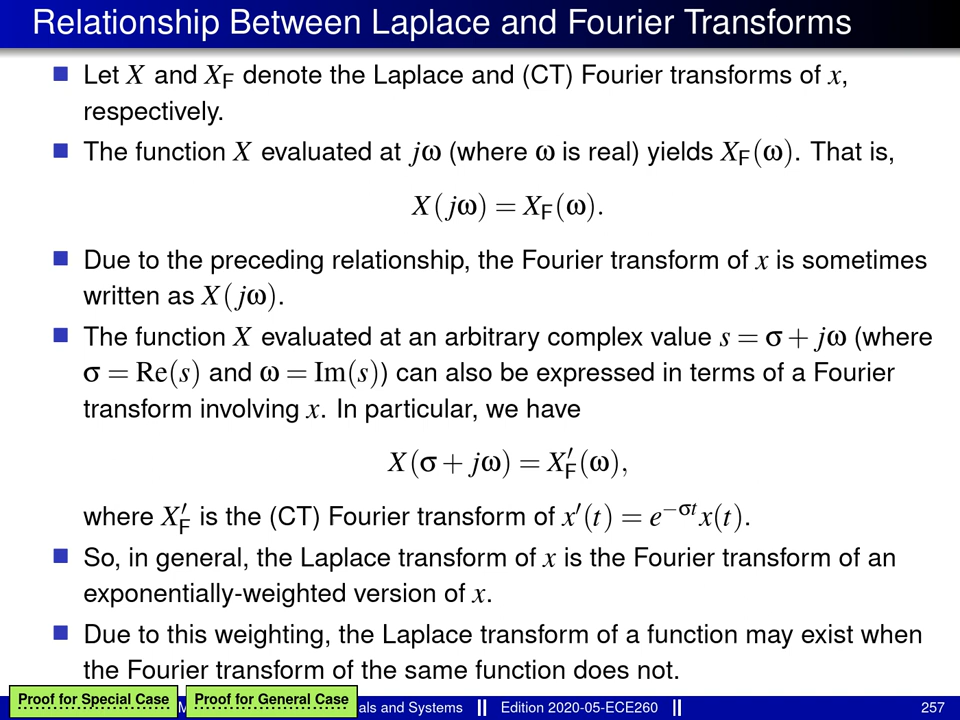 Relationship Between Laplace and Fourier Transforms
Let X and X_F denote the Laplace and (CT) Fourier transforms of x,
respectively.
The function X evaluated at jω (where ω is real) yields X_F(ω). That is,
X(jω) = X_F(ω).
Due to the preceding relationship, the Fourier transform of x is sometimes
written as X(jω).
The function X evaluated at an arbitrary complex value s = σ + jω (where
σ = Re(s) and ω = Im(s)) can also be expressed in terms of a Fourier
transform involving x. In particular, we have
X(σ + jω) = X′_F(ω),
where X′_F is the (CT) Fourier transform of x′(t) = e^{−σt}x(t).
So, in general, the Laplace transform of x is the Fourier transform of an
exponentially-weighted version of x.
Due to this weighting, the Laplace transform of a function may exist when
the Fourier transform of the same function does not.
Proof for Special Case Proof for General Case
and Systems Edition 2020-05-ECE260 257